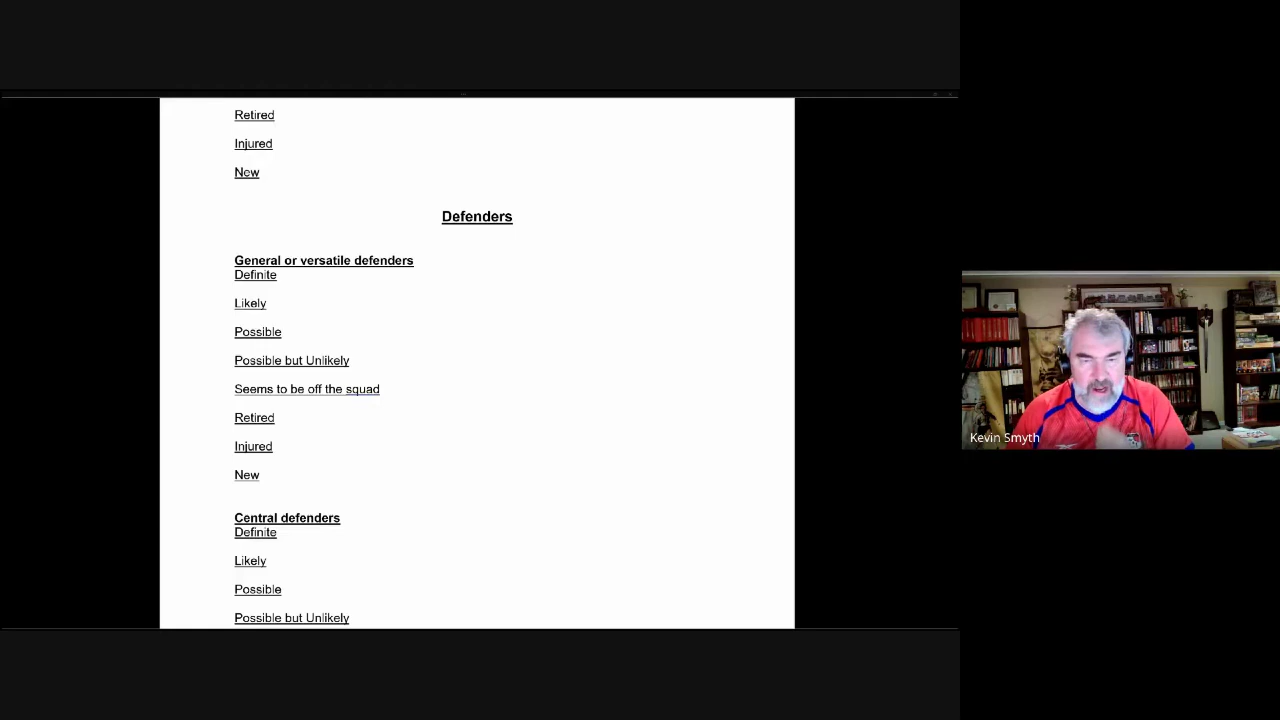 Retired
Injured
New
Defenders
General or versatile defenders
Definite
Likely
Possible
Possible but Unlikely
Seems to be off the squad
Retired
Injured
New
Central defenders
Definite
Likely
Possible
Possible but Unlikely
Kevin Smyth